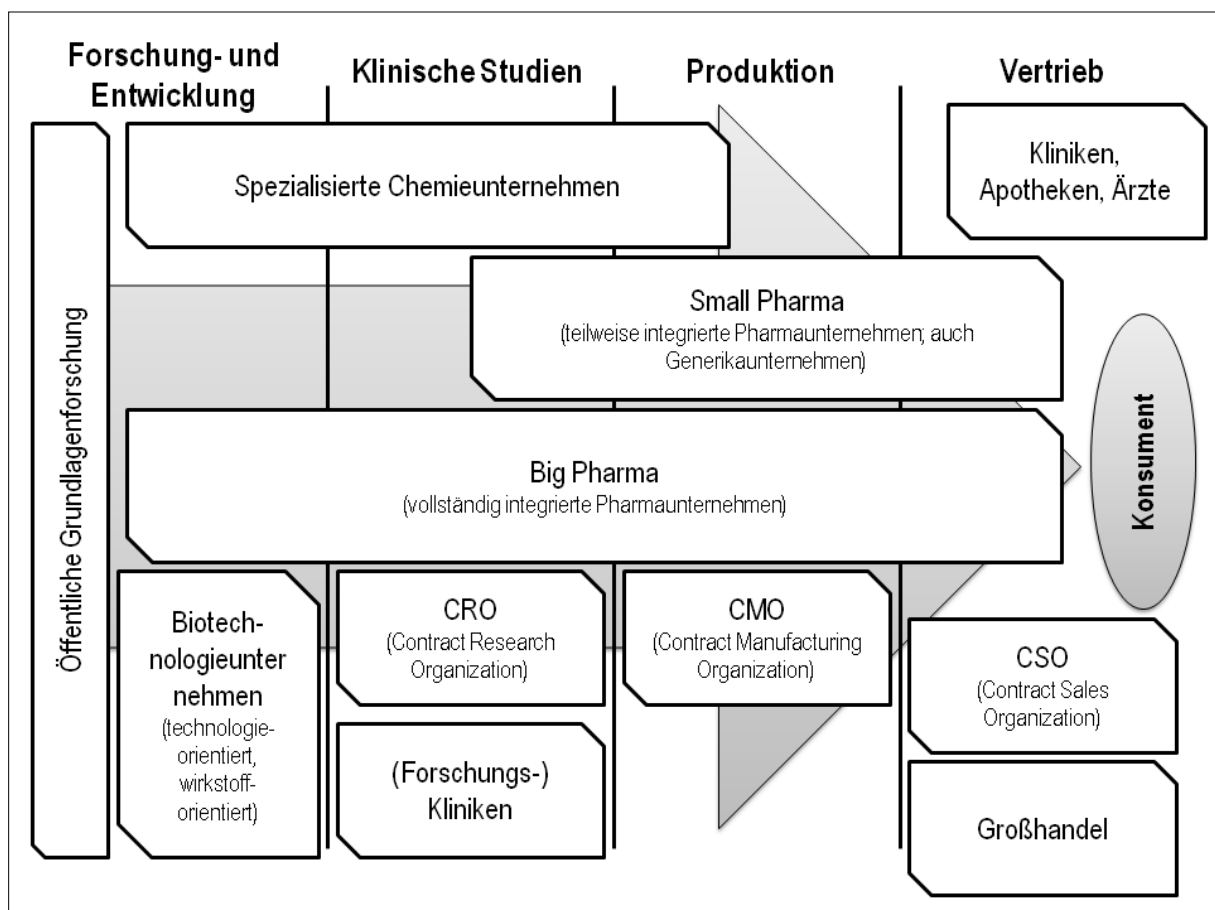 Forschung- und
Entwicklung
Klinische Studien
Produktion
Vertrieb
Öffentliche Grundlagenforschung
Spezialisierte Chemieunternehmen
Kliniken,
Apotheken, Ärzte
Small Pharma
(teilweise integrierte Pharmaunternehmen; auch
Generikaunternehmen)
Big Pharma
(vollständig integrierte Pharmaunternehmen)
Konsument
Biotech-
nologieunter
nehmen
(technologie-
orientiert,
wirkstoff-
orientiert)
CRO
(Contract Research
Organization)
(Forschungs-)
Kliniken
CMO
(Contract Manufacturing
Organization)
CSO
(Contract Sales
Organization)
Großhandel